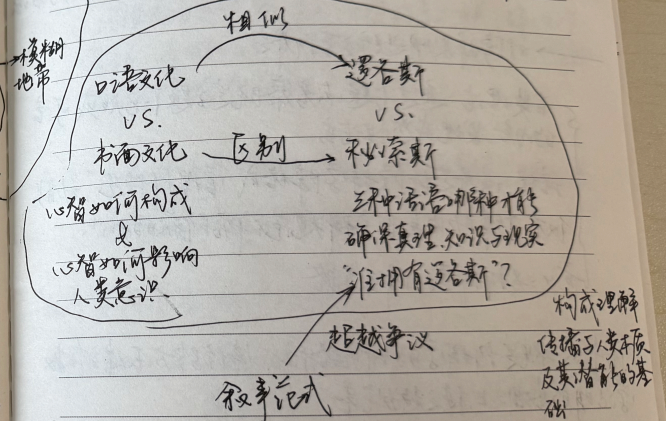 相似
→模糊
地带
口语文化
逻各斯
VS.
VS.
书面文化
区别
秘索斯
心智如何构成
&
心智如何影响
人类意识
三种话语哪种才能
确保真理、知识与现实
"谁拥有逻各斯"？
超越争议
叙事范式
构成理解
传播与人类本质
及其潜能的基
础